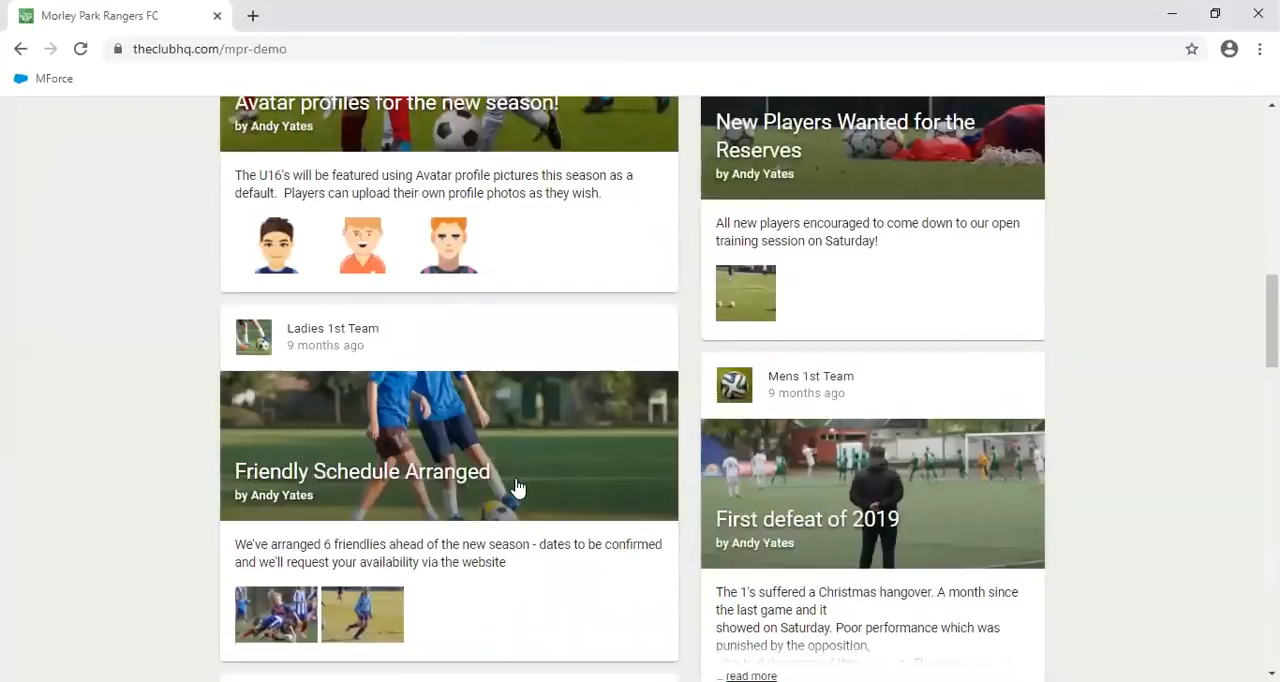 Morley Park Rangers FC
theclubhq.com/mpr-demo
MForce
Avatar profiles for the new season!
by Andy Yates
The U16's will be featured using Avatar profile pictures this season as a
default. Players can upload their own profile photos as they wish.
Ladies 1st Team
9 months ago
Friendly Schedule Arranged
by Andy Yates
We've arranged 6 friendlies ahead of the new season - dates to be confirmed
and we'll request your availability via the website
New Players Wanted for the
Reserves
by Andy Yates
All new players encouraged to come down to our open
training session on Saturday!
Mens 1st Team
9 months ago
First defeat of 2019
by Andy Yates
The 1's suffered a Christmas hangover. A month since
the last game and it
showed on Saturday. Poor performance which was
punished by the opposition,
... read more